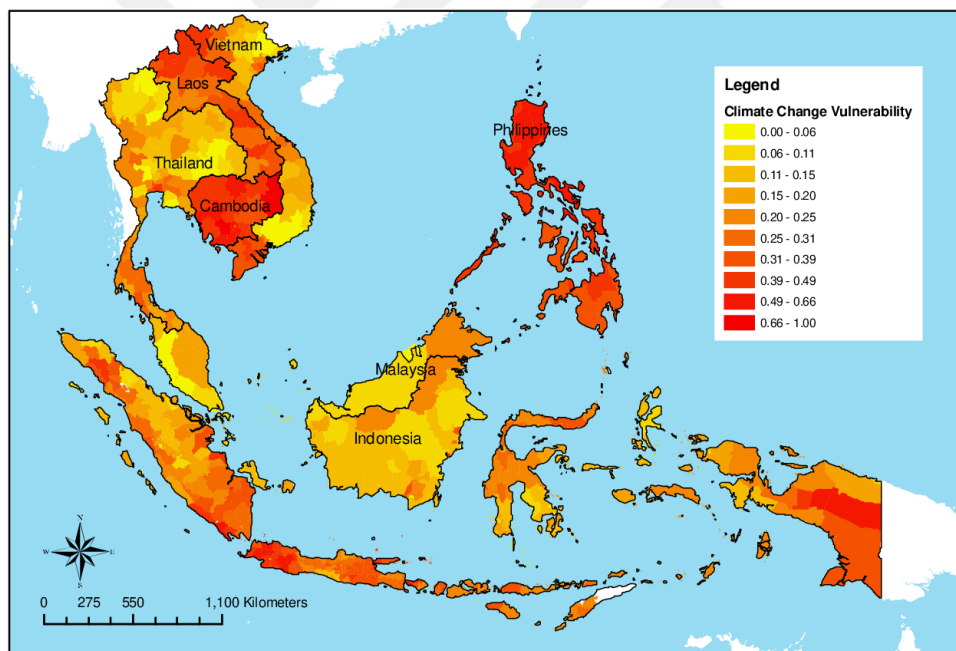 Vietnam
Laos
Philippines
Thailand
Cambodia
Malaysia
Indonesia
Legend
Climate Change Vulnerability
0.00 - 0.06
0.06 - 0.11
0.11 - 0.15
0.15 - 0.20
0.20 - 0.25
0.25 - 0.31
0.31 - 0.39
0.39 - 0.49
0.49 - 0.66
0.66 - 1.00
N
W E
S
0 275 550 1,100 Kilometers